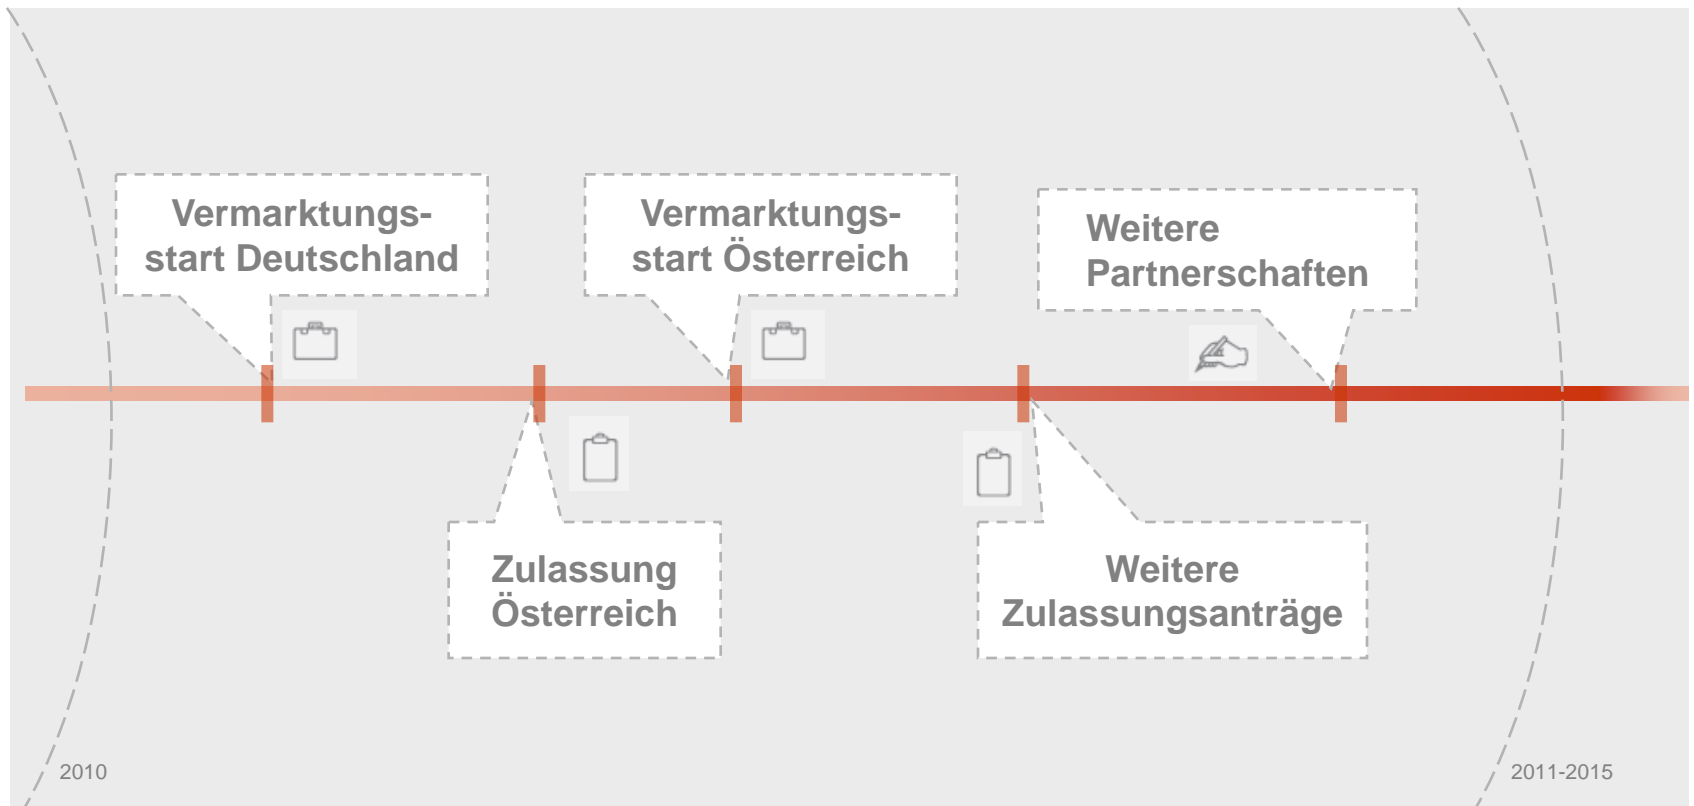 Vermarktungs-
start Deutschland
Vermarktungs-
start Österreich
Weitere
Partnerschaften
Zulassung
Österreich
Weitere
Zulassungsanträge
2010
2011-2015